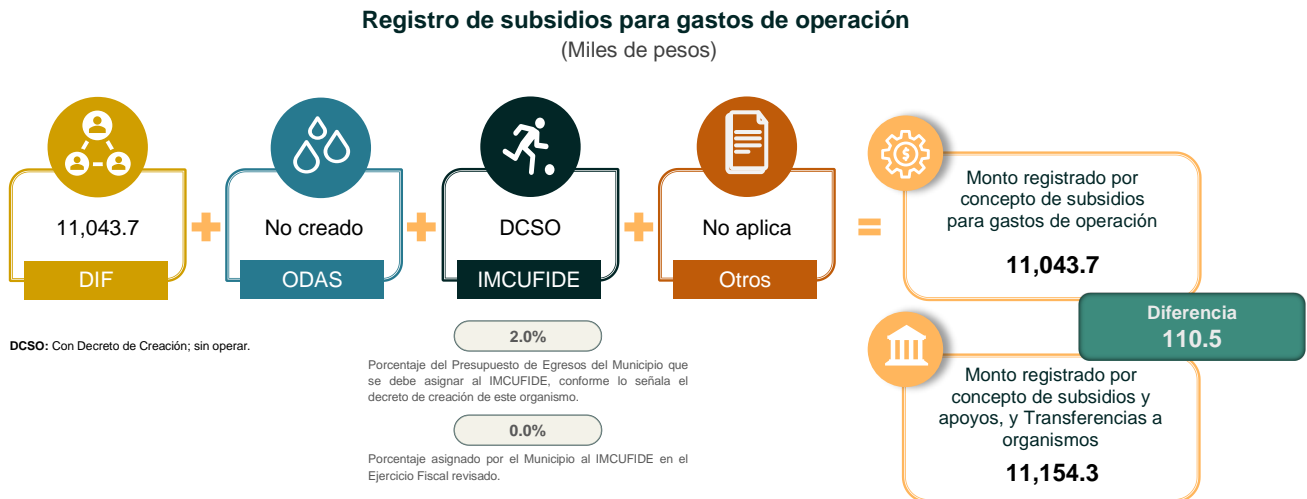 Registro de subsidios para gastos de operación
(Miles de pesos)
11,043.7
DIF
No creado
ODAS
DCSO
IMCUFIDE
No aplica
Otros
Monto registrado por
concepto de subsidios
para gastos de operación
11,043.7
Diferencia
110.5
Monto registrado por
concepto de subsidios y
apoyos, y Transferencias a
organismos
11,154.3
DCSO: Con Decreto de Creación; sin operar.
2.0%
Porcentaje del Presupuesto de Egresos del Municipio que
se debe asignar al IMCUFIDE, conforme lo señala el
decreto de creación de este organismo.
0.0%
Porcentaje asignado por el Municipio al IMCUFIDE en el
Ejercicio Fiscal revisado.